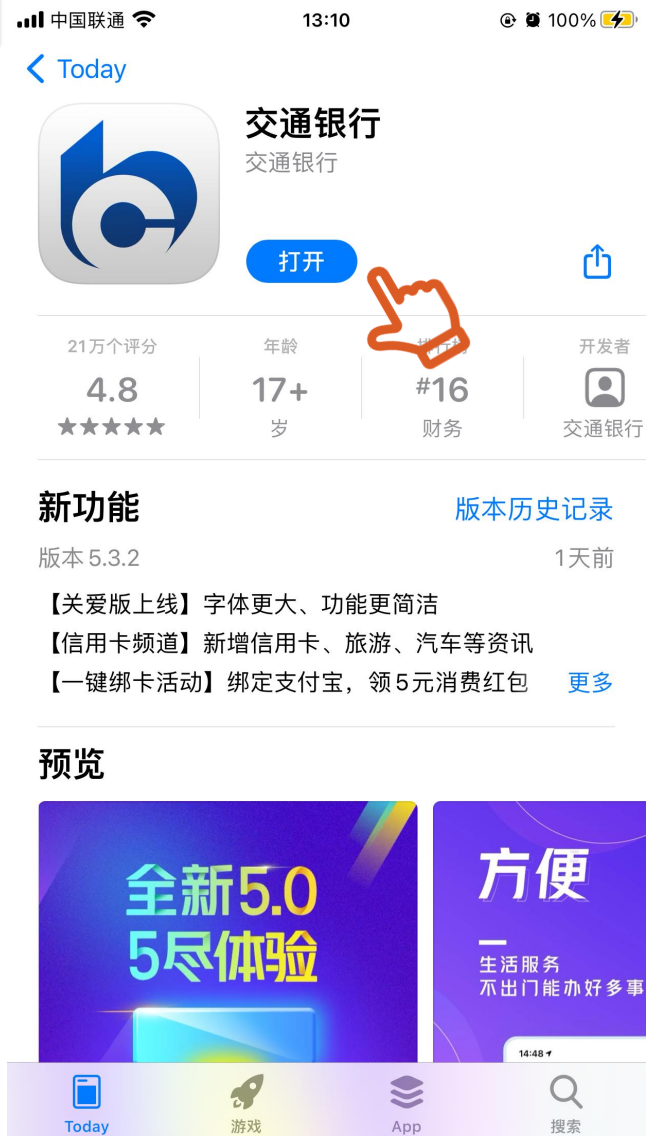 中国联通 13:10 100%
Today
交通银行
交通银行
打开
21万个评分 年龄 开发者
4.8 17+ #16
岁 财务 交通银行
新功能 版本历史记录
版本 5.3.2 1天前
【关爱版上线】字体更大、功能更简洁
【信用卡频道】新增信用卡、旅游、汽车等资讯
【一键绑卡活动】绑定支付宝，领5元消费红包 更多
预览
全新5.0
5尽体验
方便
生活服务
不出门能办好多事
14:48
Today 游戏 App 搜索